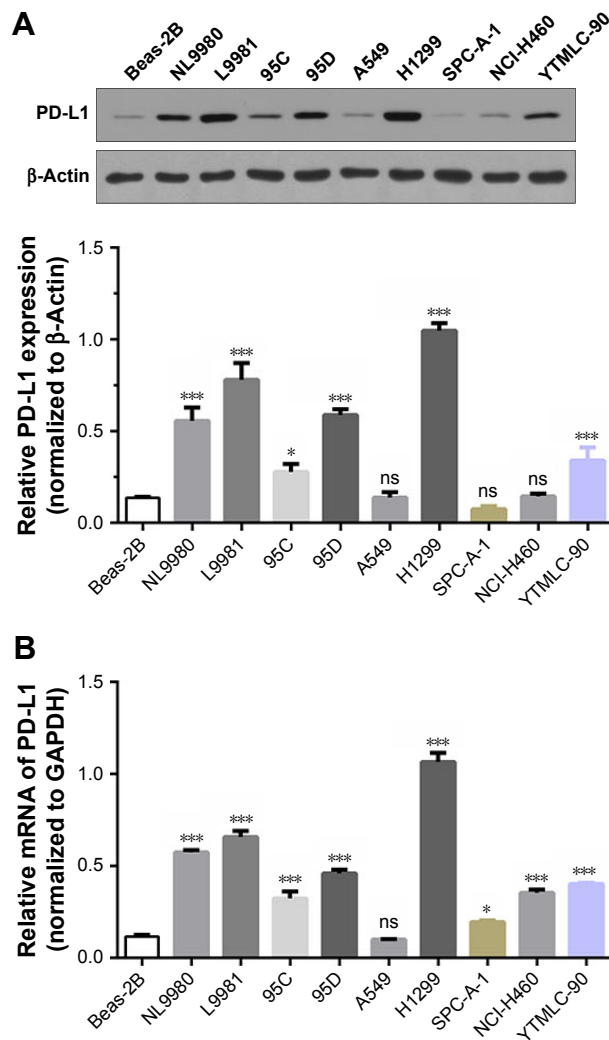 A
Beas-2B NL9980 L9981 95C 95D A549 H1299 SPC-A-1 NCI-H460 YTMLC-90
PD-L1
β-Actin
Relative PD-L1 expression
(normalized to β-Actin)
1.5
1.0
0.5
0.0
*** *** * *** ns *** ns ns ***
Beas-2B NL9980 L9981 95C 95D A549 H1299 SPC-A-1 NCI-H460 YTMLC-90
B
Relative mRNA of PD-L1
(normalized to GAPDH)
1.5
1.0
0.5
0.0
*** *** *** *** ns *** * *** ***
Beas-2B NL9980 L9981 95C 95D A549 H1299 SPC-A-1 NCI-H460 YTMLC-90